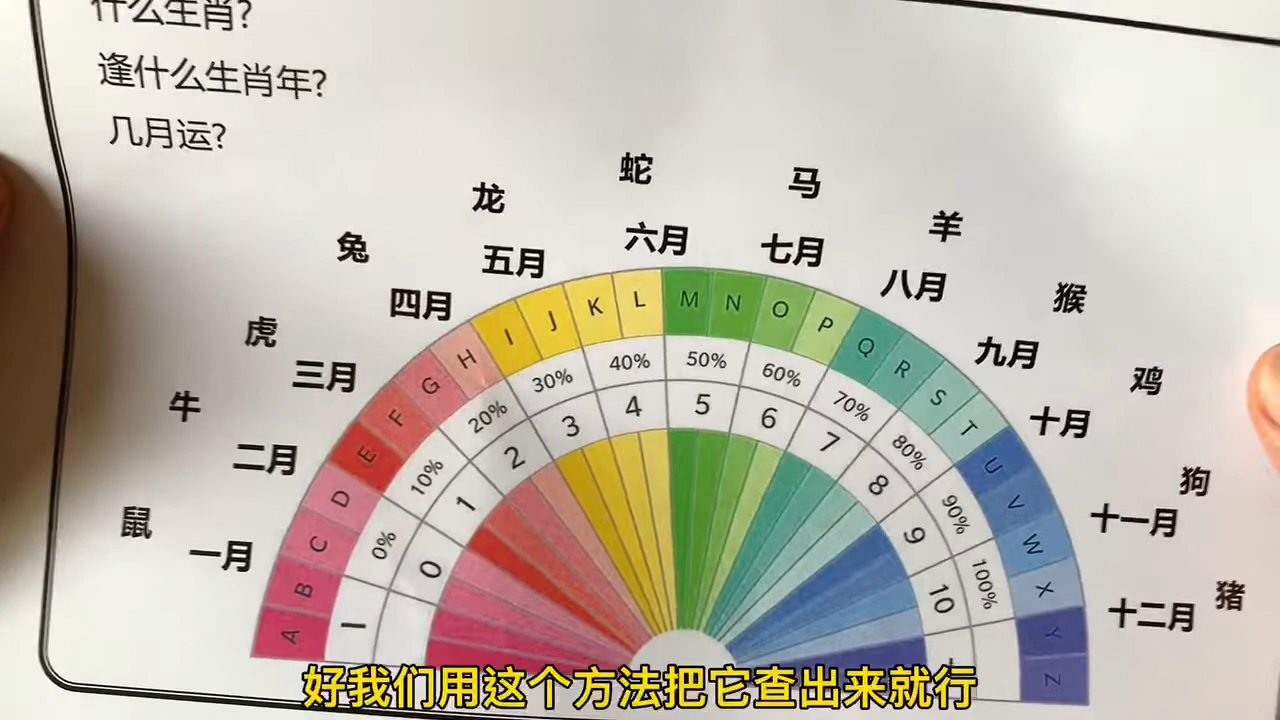 什么生肖?
逢什么生肖年?
几月运?
鼠 牛 虎 兔 龙 蛇 马 羊 猴 鸡 狗 猪
一月 二月 三月 四月 五月 六月 七月 八月 九月 十月 十一月 十二月
A B C D E F G H I J K L M N O P Q R S T U V W X Y Z
0% 10% 20% 30% 40% 50% 60% 70% 80% 90% 100%
0 1 2 3 4 5 6 7 8 9 10
好我们用这个方法把它查出来就行